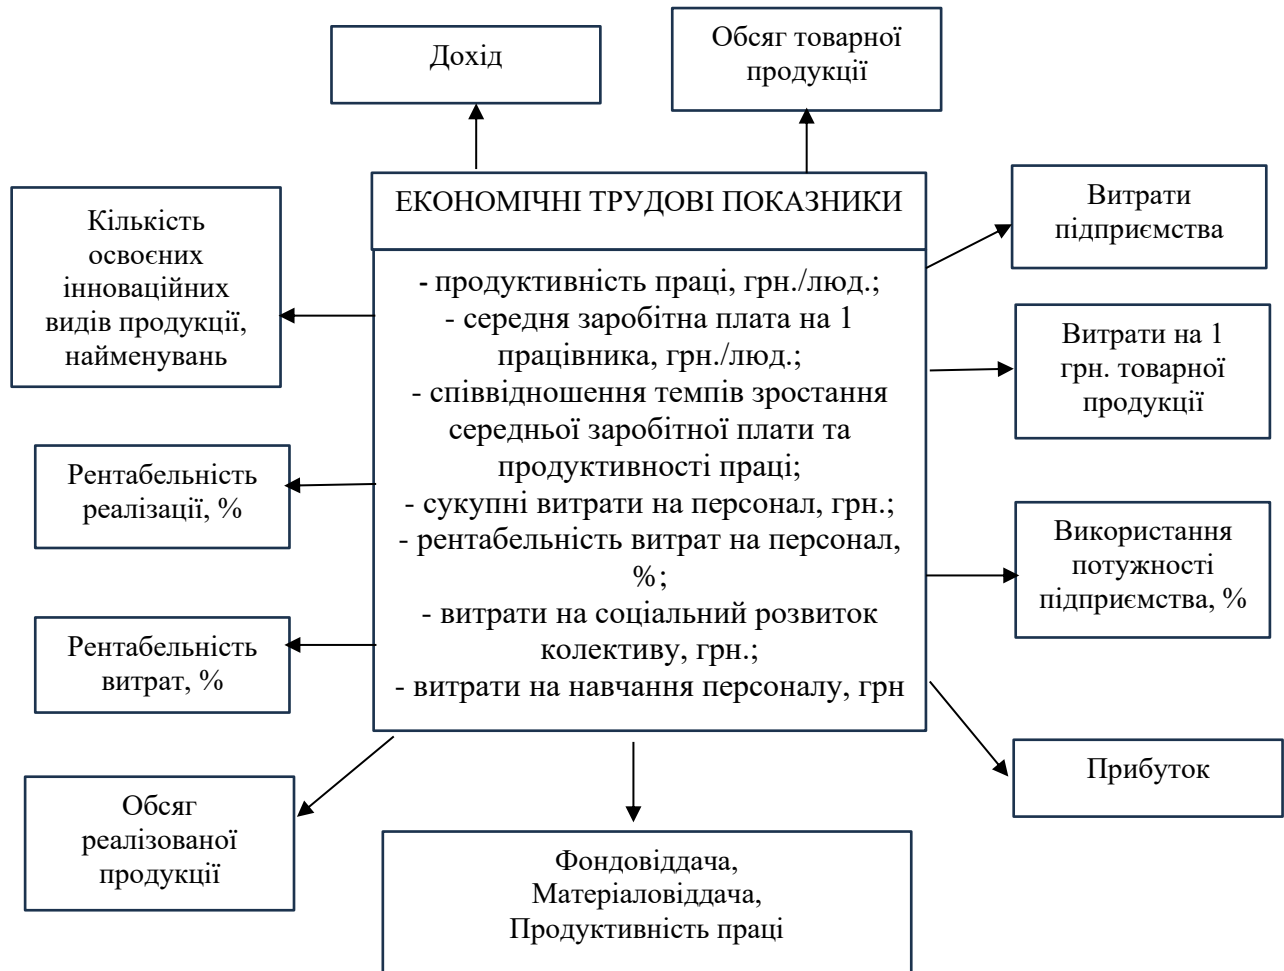 Дохід
Обсяг товарної
продукції
Кількість
освоєних
інноваційних
видів продукції,
найменувань
ЕКОНОМІЧНІ ТРУДОВІ ПОКАЗНИКИ
- продуктивність праці, грн./люд.;
- середня заробітна плата на 1
працівника, грн./люд.;
- співвідношення темпів зростання
середньої заробітної плати та
продуктивності праці;
- сукупні витрати на персонал, грн.;
- рентабельність витрат на персонал,
%;
- витрати на соціальний розвиток
колективу, грн.;
- витрати на навчання персоналу, грн
Витрати
підприємства
Витрати на 1
грн. товарної
продукції
Рентабельність
реалізації, %
Використання
потужності
підприємства, %
Рентабельність
витрат, %
Прибуток
Обсяг
реалізованої
продукції
Фондовіддача,
Матеріаловіддача,
Продуктивність праці